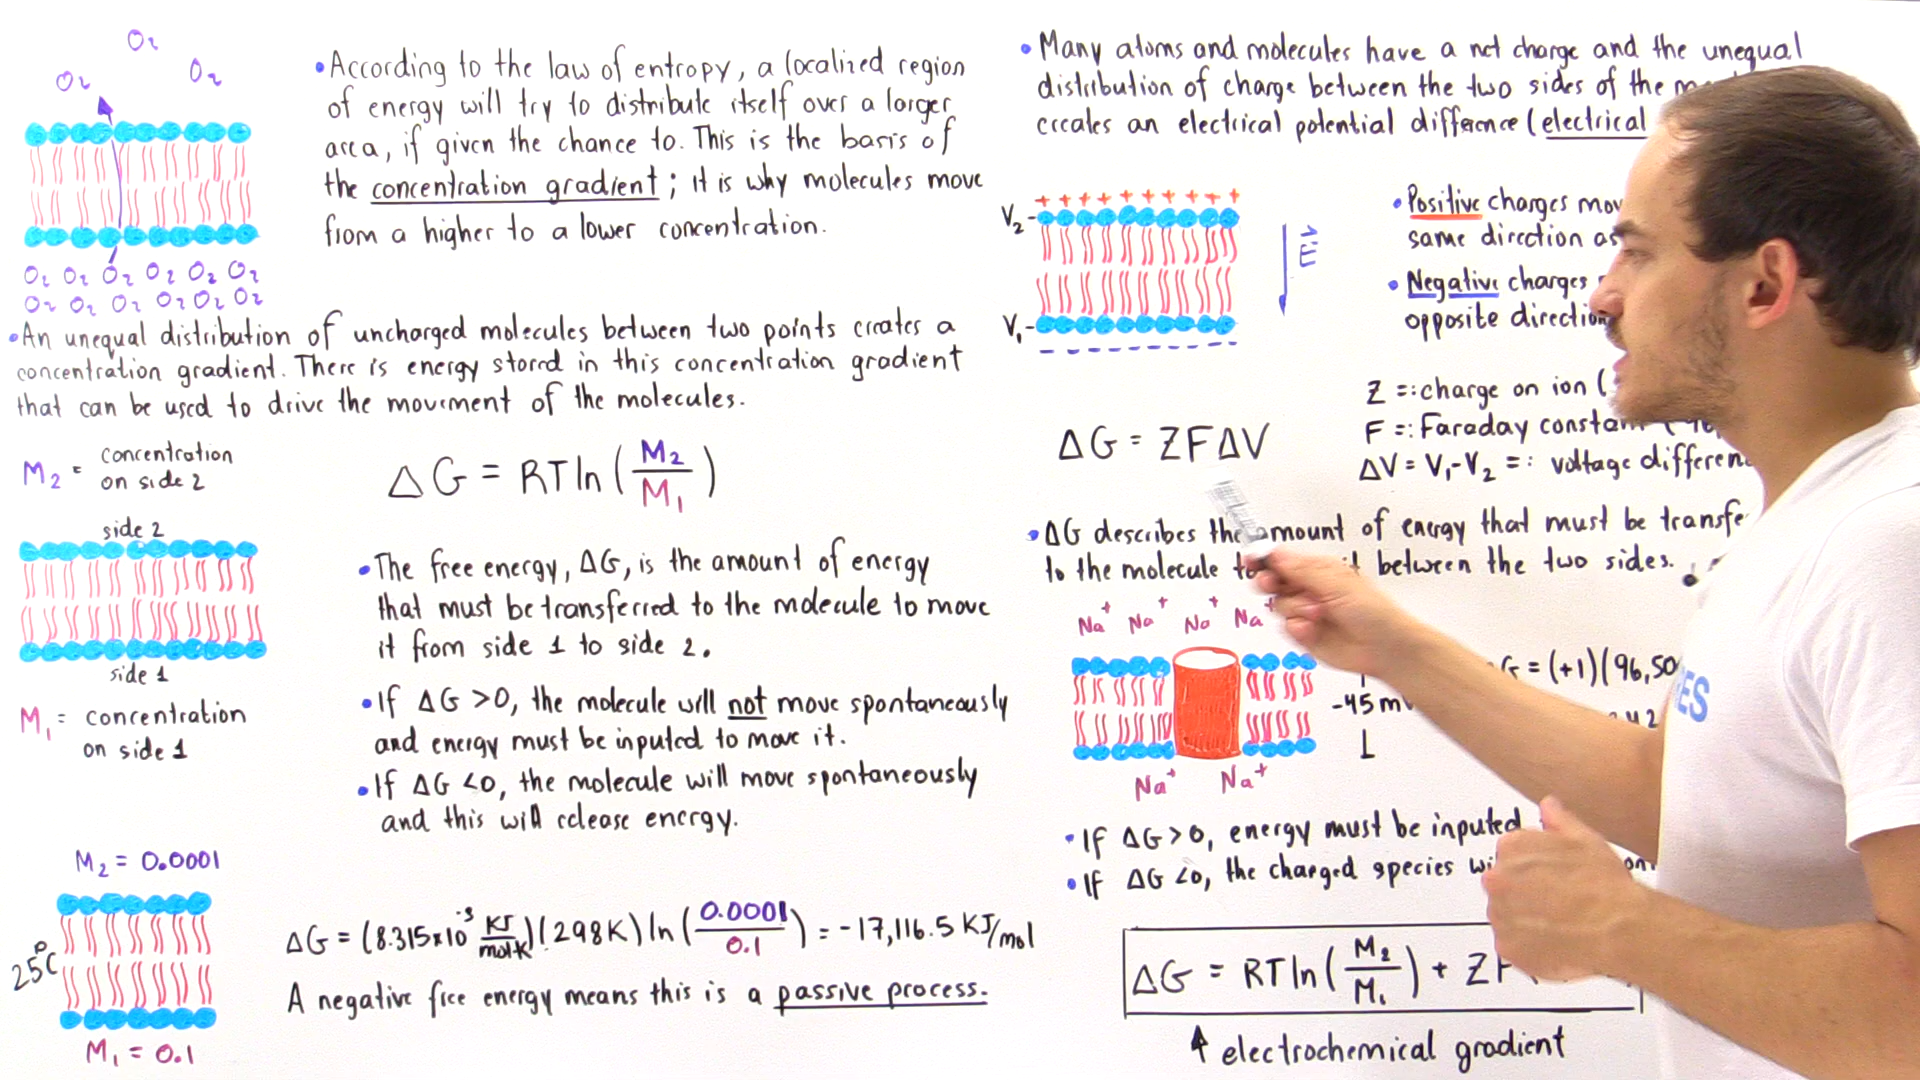 O₂
O₂ O₂
• According to the law of entropy, a localized region
of energy will try to distribute itself over a larger
area, if given the chance to. This is the basis of
the concentration gradient; it is why molecules move
from a higher to a lower concentration.
O₂ O₂ O₂ O₂ O₂ O₂
O₂ O₂ O₂ O₂ O₂ O₂
• An unequal distribution of uncharged molecules between two points creates a
concentration gradient. There is energy stored in this concentration gradient
that can be used to drive the movement of the molecules.
M₂ = concentration
on side 2
side 2
side 1
M₁ = concentration
on side 1
ΔG = RTln(M₂/M₁)
• The free energy, ΔG, is the amount of energy
that must be transferred to the molecule to move
it from side 1 to side 2.
• If ΔG >0, the molecule will not move spontaneously
and energy must be inputed to move it.
• If ΔG <0, the molecule will move spontaneously
and this will release energy.
M₂ = 0.0001
25°C
M₁ = 0.1
ΔG = (8.315x10⁻³ KJ/mol·K)(298K)ln(0.0001/0.1) = -17,116.5 KJ/mol
A negative free energy means this is a passive process.
• Many atoms and molecules have a net charge and the unequal
distribution of charge between the two sides of the
creates an electrical potential difference (electrical
+ + + + + + + + + +
V₂
V₁
- - - - - - - - - -
E⃗
• Positive charges
same direction as
• Negative charges
opposite direction
Z =: charge on ion (
F =: Faraday constant (
ΔV = V₁-V₂ =: voltage
ΔG = ZFΔV
• ΔG describes the amount of energy that must be
to the molecule between the two sides.
Na⁺ Na⁺ Na⁺ Na⁺
-45
Na⁺ Na⁺
G = (+1)(96,50
• If ΔG >0, energy must be inputed
• If ΔG <0, the charged species
ΔG = RTln(M₂/M₁) + ZF
↑ electrochemical gradient